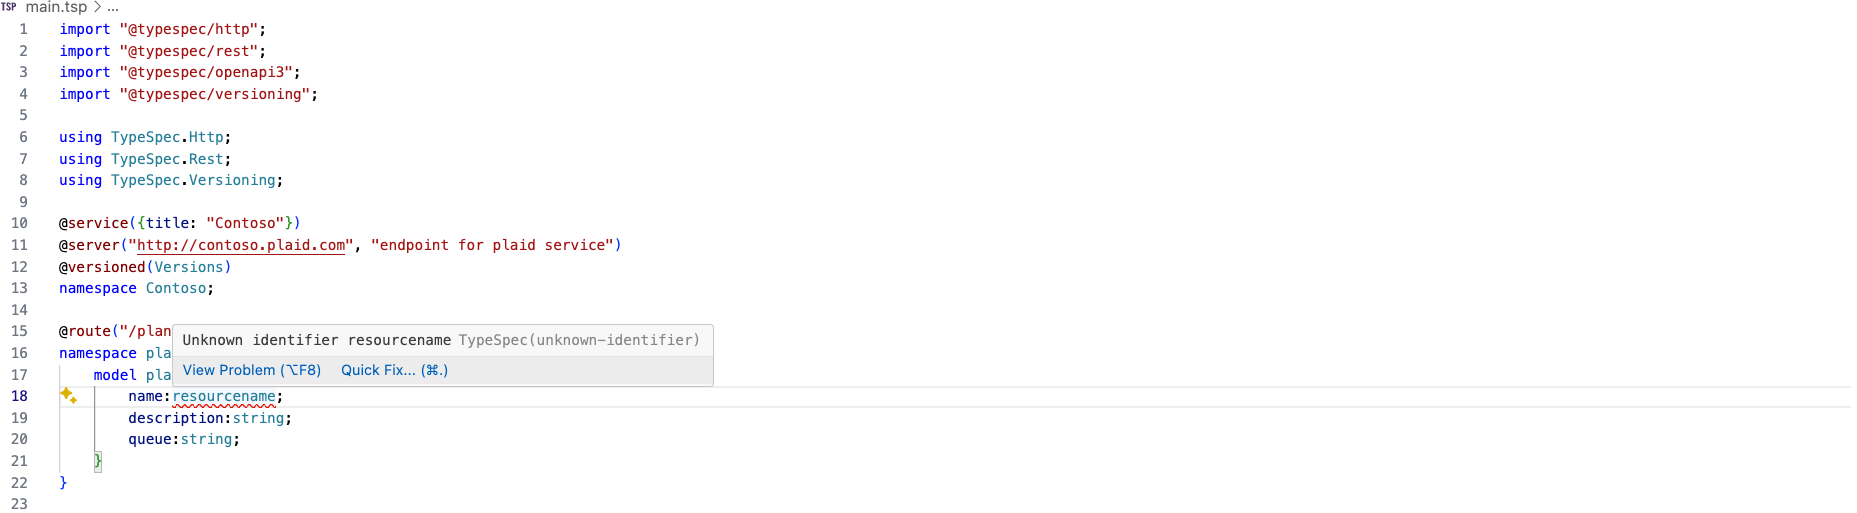 TSP main.tsp > ...
1 import "@typespec/http";
2 import "@typespec/rest";
3 import "@typespec/openapi3";
4 import "@typespec/versioning";
5
6 using TypeSpec.Http;
7 using TypeSpec.Rest;
8 using TypeSpec.Versioning;
9
10 @service({title: "Contoso"})
11 @server("http://contoso.plaid.com", "endpoint for plaid service")
12 @versioned(Versions)
13 namespace Contoso;
14
15 @route("/plan
Unknown identifier resourcename TypeSpec(unknown-identifier)
16 namespace pla
View Problem (⌥F8) Quick Fix... (⌘.)
17 model pla
18 name:resourcename;
19 description:string;
20 queue:string;
21 }
22 }
23